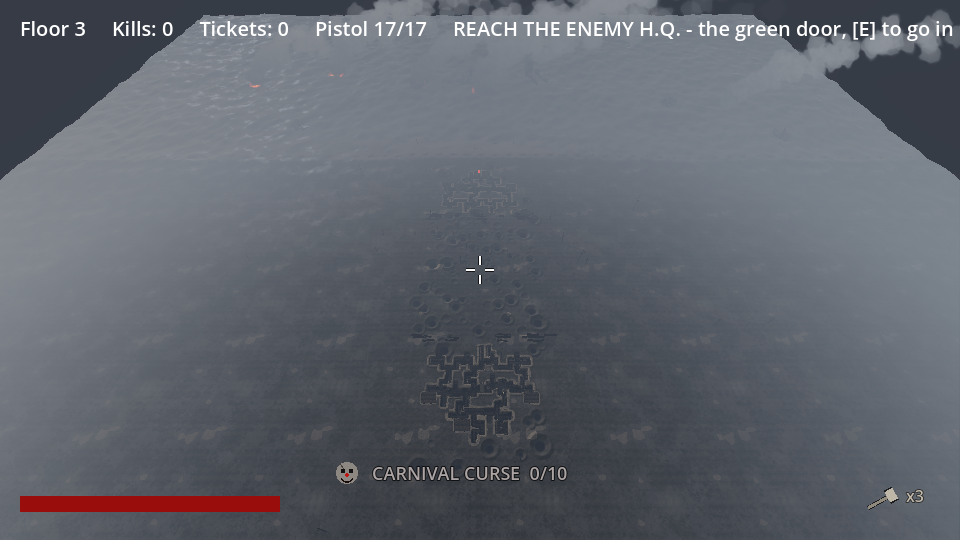 Floor 3 Kills: 0 Tickets: 0 Pistol 17/17 REACH THE ENEMY H.Q. - the green door, [E] to go in
CARNIVAL CURSE 0/10
x3